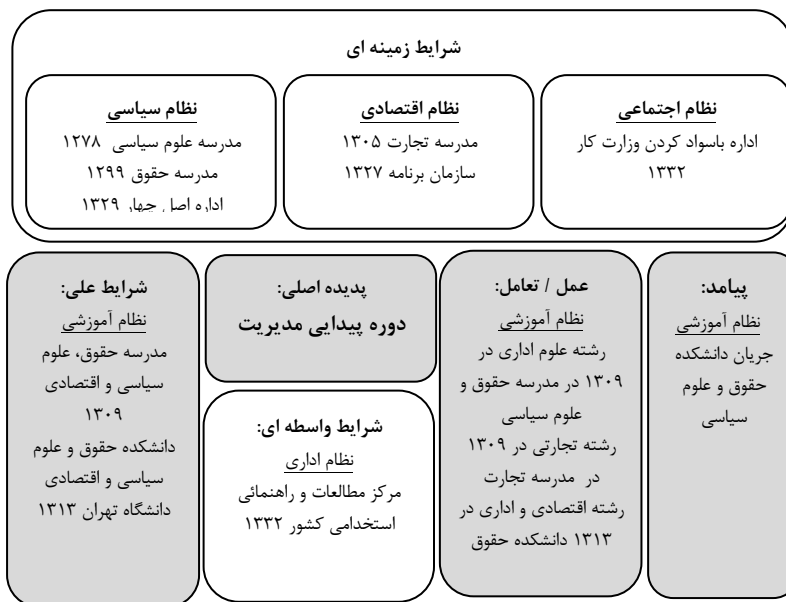 شرایط زمینه ای
نظام اجتماعی
اداره باسواد کردن وزارت کار
۱۳۳۲
نظام اقتصادی
مدرسه تجارت ۱۳۰۵
سازمان برنامه ۱۳۲۷
نظام سیاسی
مدرسه علوم سیاسی ۱۲۷۸
مدرسه حقوق ۱۲۹۹
اداره اصل چهار ۱۳۲۹
پیامد:
نظام آموزشی
جریان دانشکده
حقوق و علوم
سیاسی
عمل / تعامل:
نظام آموزشی
رشته علوم اداری در
۱۳۰۹ در مدرسه حقوق و
علوم سیاسی
رشته تجارتی در ۱۳۰۹
در مدرسه تجارت
رشته اقتصادی و اداری در
۱۳۱۳ دانشکده حقوق
پدیده اصلی:
دوره پیدایی مدیریت
شرایط واسطه ای:
نظام اداری
مرکز مطالعات و راهنمائی
استخدامی کشور ۱۳۳۲
شرایط علی:
نظام آموزشی
مدرسه حقوق، علوم
سیاسی و اقتصادی
۱۳۰۹
دانشکده حقوق و علوم
سیاسی و اقتصادی
دانشگاه تهران ۱۳۱۳